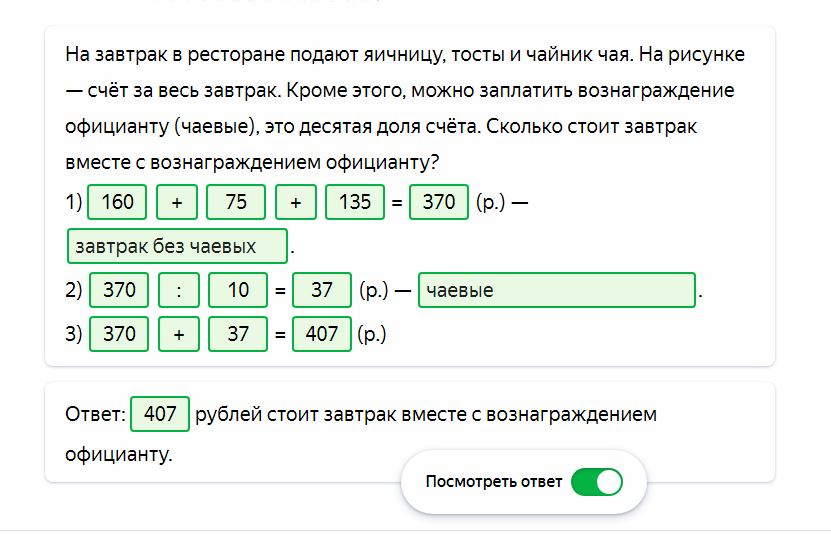 На завтрак в ресторане подают яичницу, тосты и чайник чая. На рисунке
— счёт за весь завтрак. Кроме этого, можно заплатить вознаграждение
официанту (чаевые), это десятая доля счёта. Сколько стоит завтрак
вместе с вознаграждением официанту?
1) 160 + 75 + 135 = 370 (р.) —
завтрак без чаевых.
2) 370 : 10 = 37 (р.) — чаевые.
3) 370 + 37 = 407 (р.)
Ответ: 407 рублей стоит завтрак вместе с вознаграждением
официанту.
Посмотреть ответ